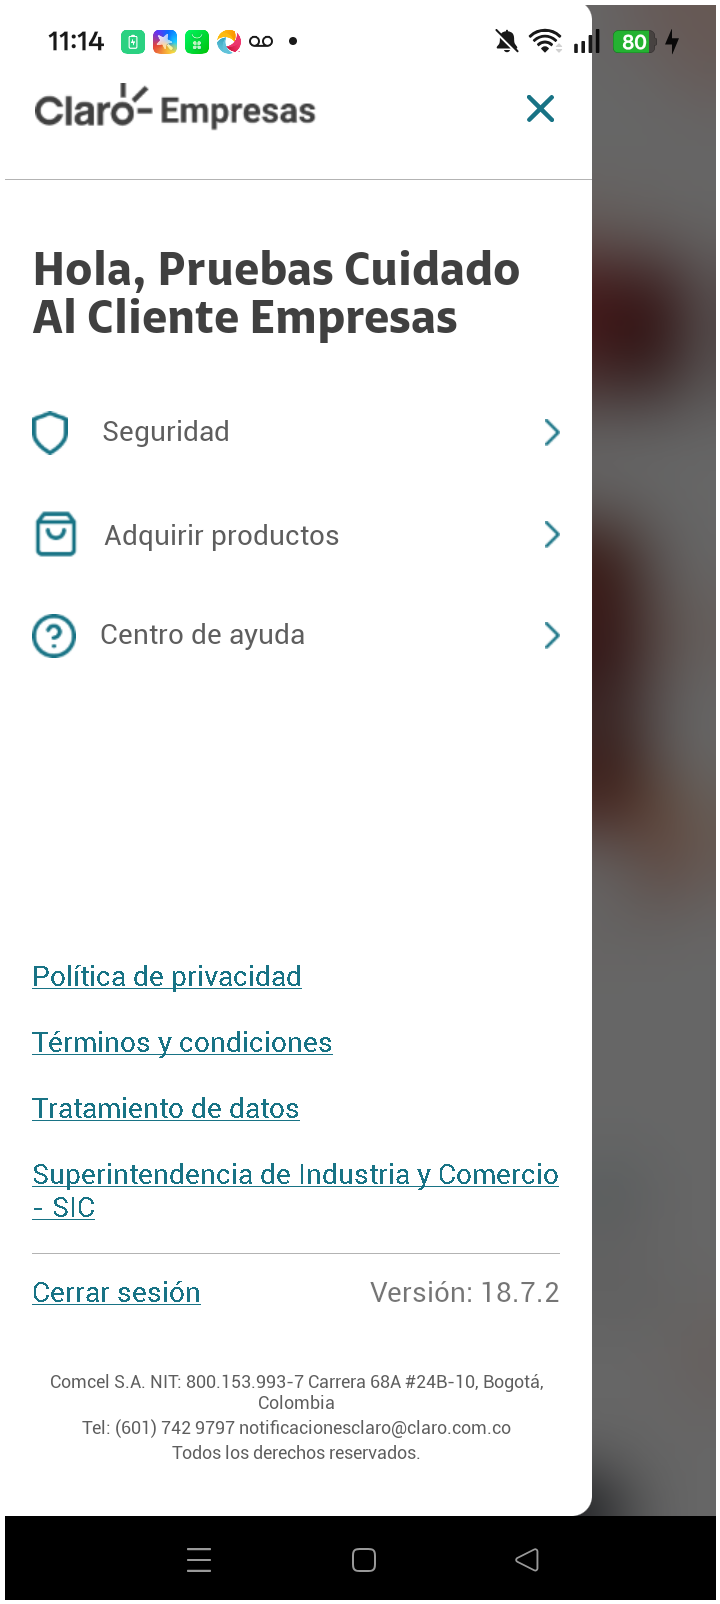 11:14
80
Claro Empresas
Hola, Pruebas Cuidado
Al Cliente Empresas
Seguridad
Adquirir productos
Centro de ayuda
Política de privacidad
Términos y condiciones
Tratamiento de datos
Superintendencia de Industria y Comercio
- SIC
Cerrar sesión
Versión: 18.7.2
Comcel S.A. NIT: 800.153.993-7 Carrera 68A #24B-10, Bogotá,
Colombia
Tel: (601) 742 9797 notificacionesclaro@claro.com.co
Todos los derechos reservados.